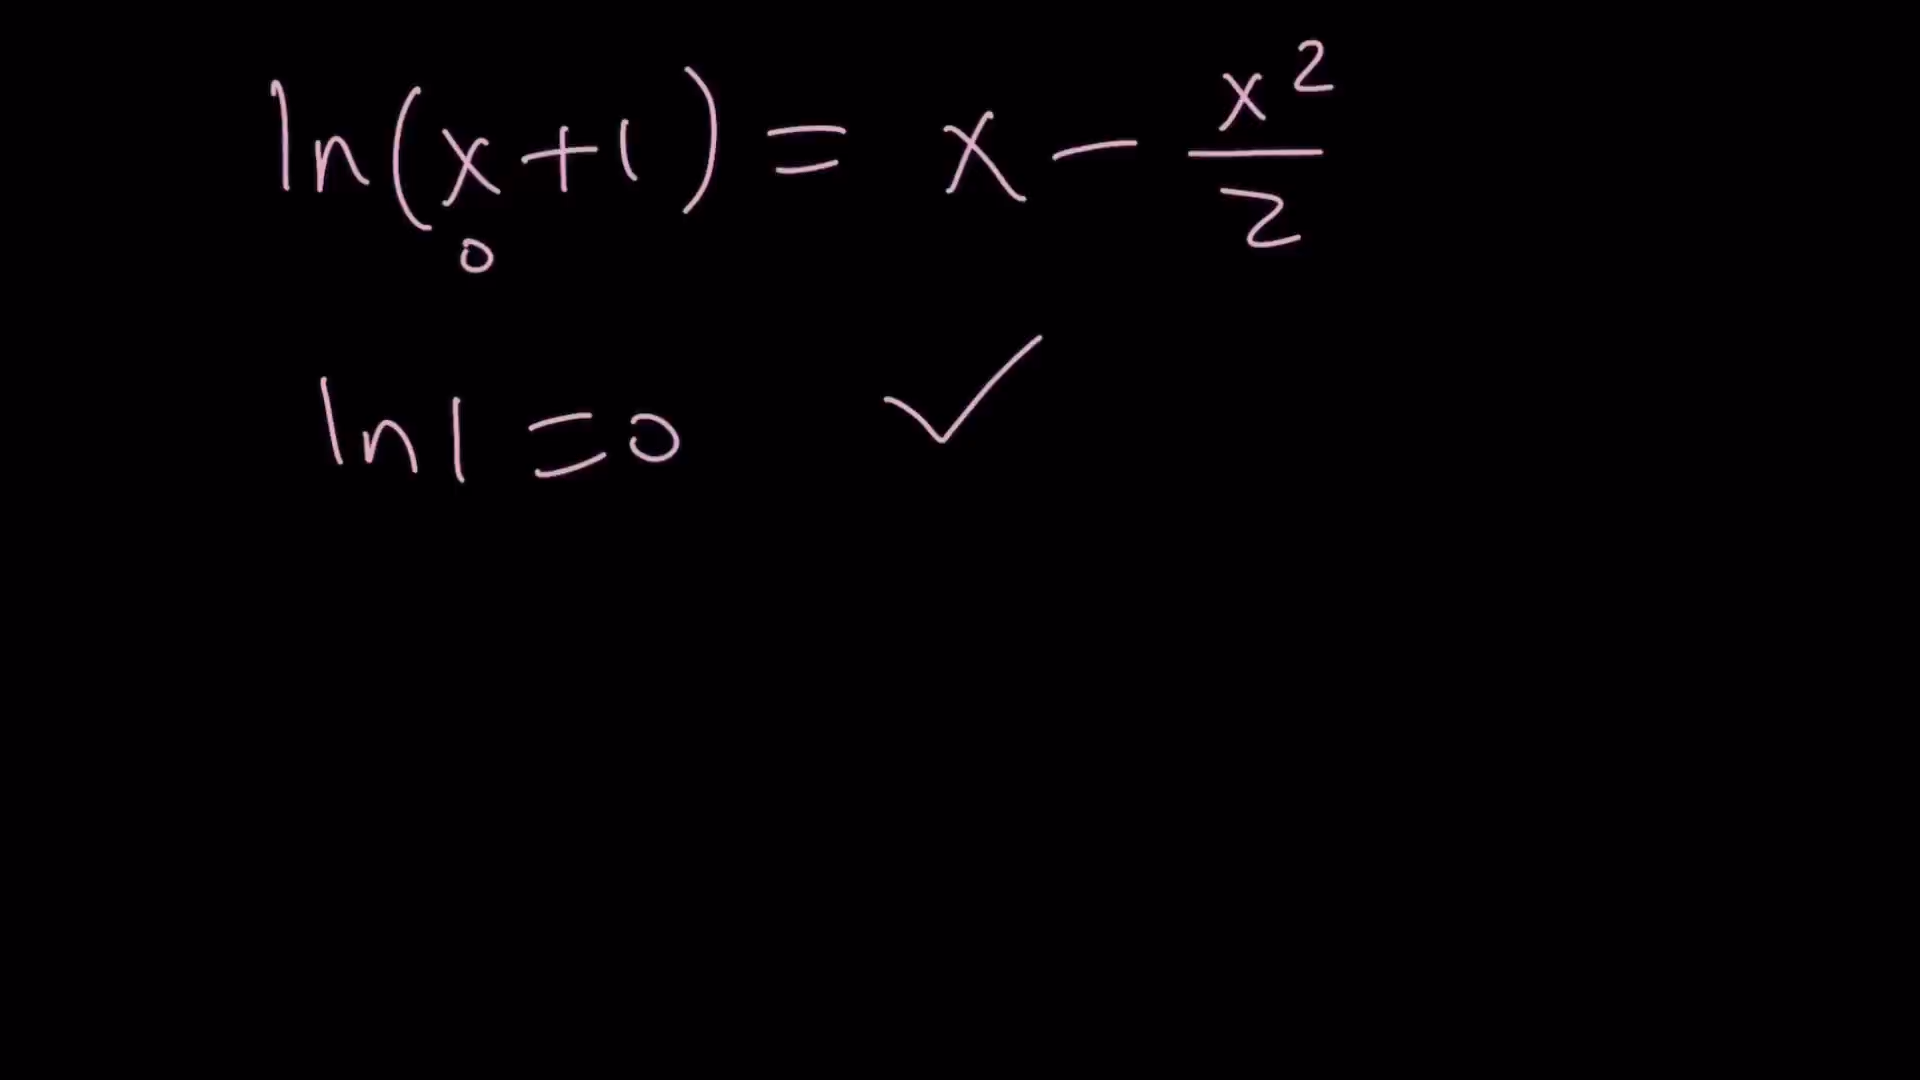 ln(x+1) = x - x²/2
0
ln1 = 0 ✓